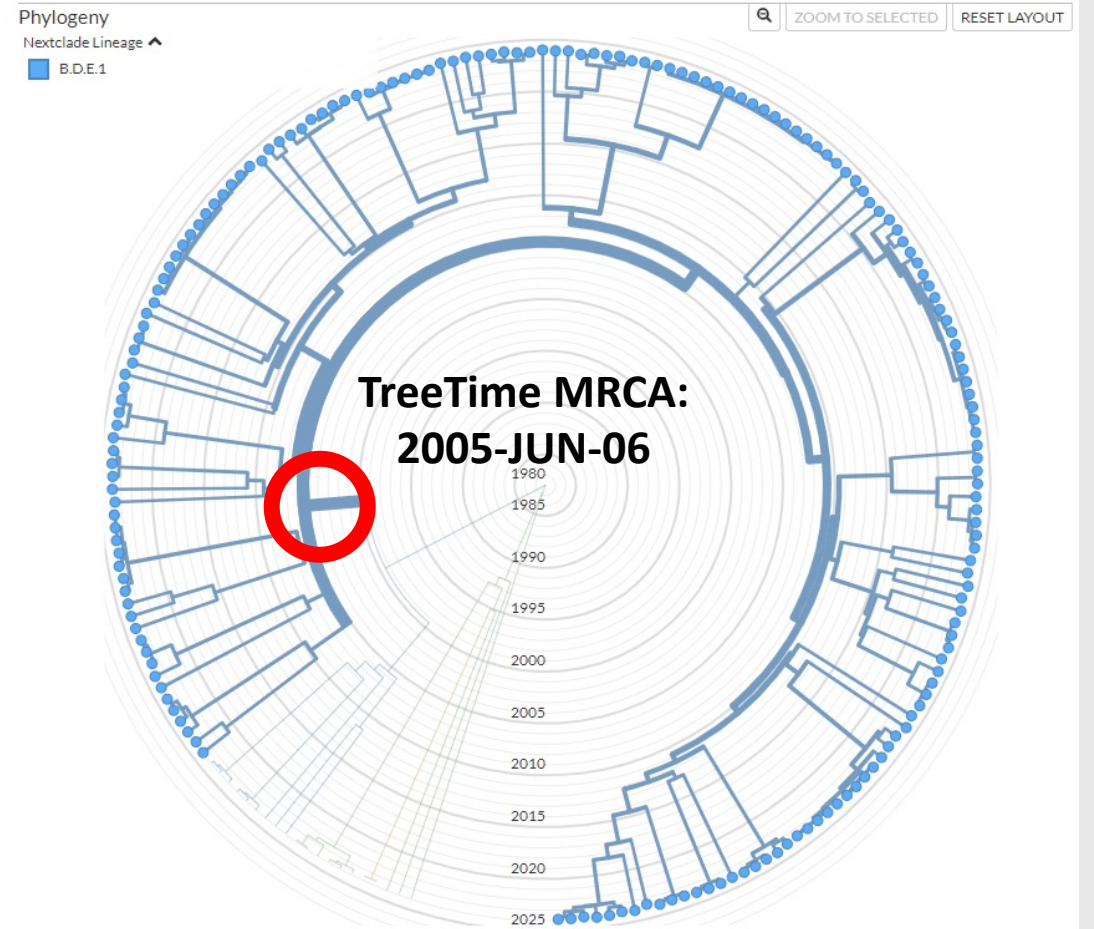 Phylogeny
ZOOM TO SELECTED
RESET LAYOUT
Nextclade Lineage
B.D.E.1
TreeTime MRCA:
2005-JUN-06
1980
1985
1990
1995
2000
2005
2010
2015
2020
2025